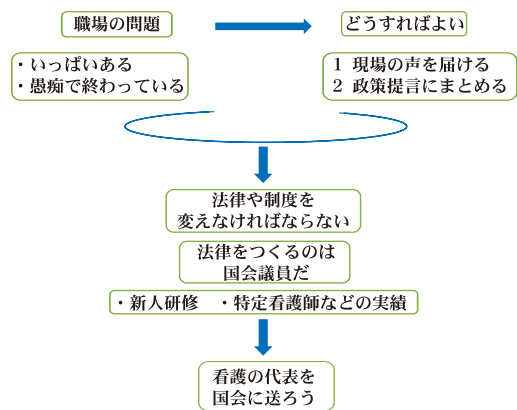 職場の問題
どうすればよい
・いっぱいある
・愚痴で終わっている
1 現場の声を届ける
2 政策提言にまとめる
法律や制度を
変えなければならない
法律をつくるのは
国会議員だ
・新人研修 ・特定看護師などの実績
看護の代表を
国会に送ろう